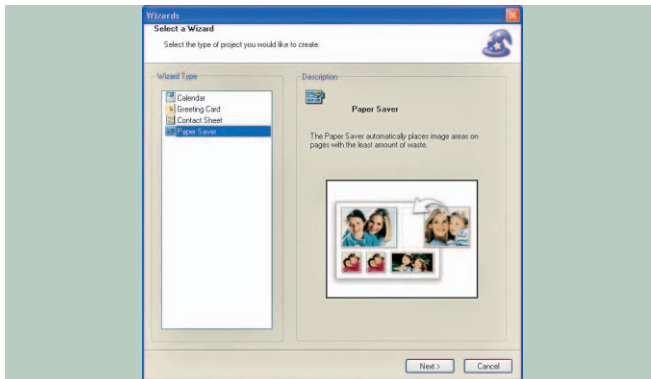 Wizards
Select a Wizard
Select the type of project you would like to create.
Wizard Type
Calendar
Greeting Card
Contact Sheet
Paper Saver
Description
Paper Saver
The Paper Saver automatically places image areas on
pages with the least amount of waste.
Next >
Cancel